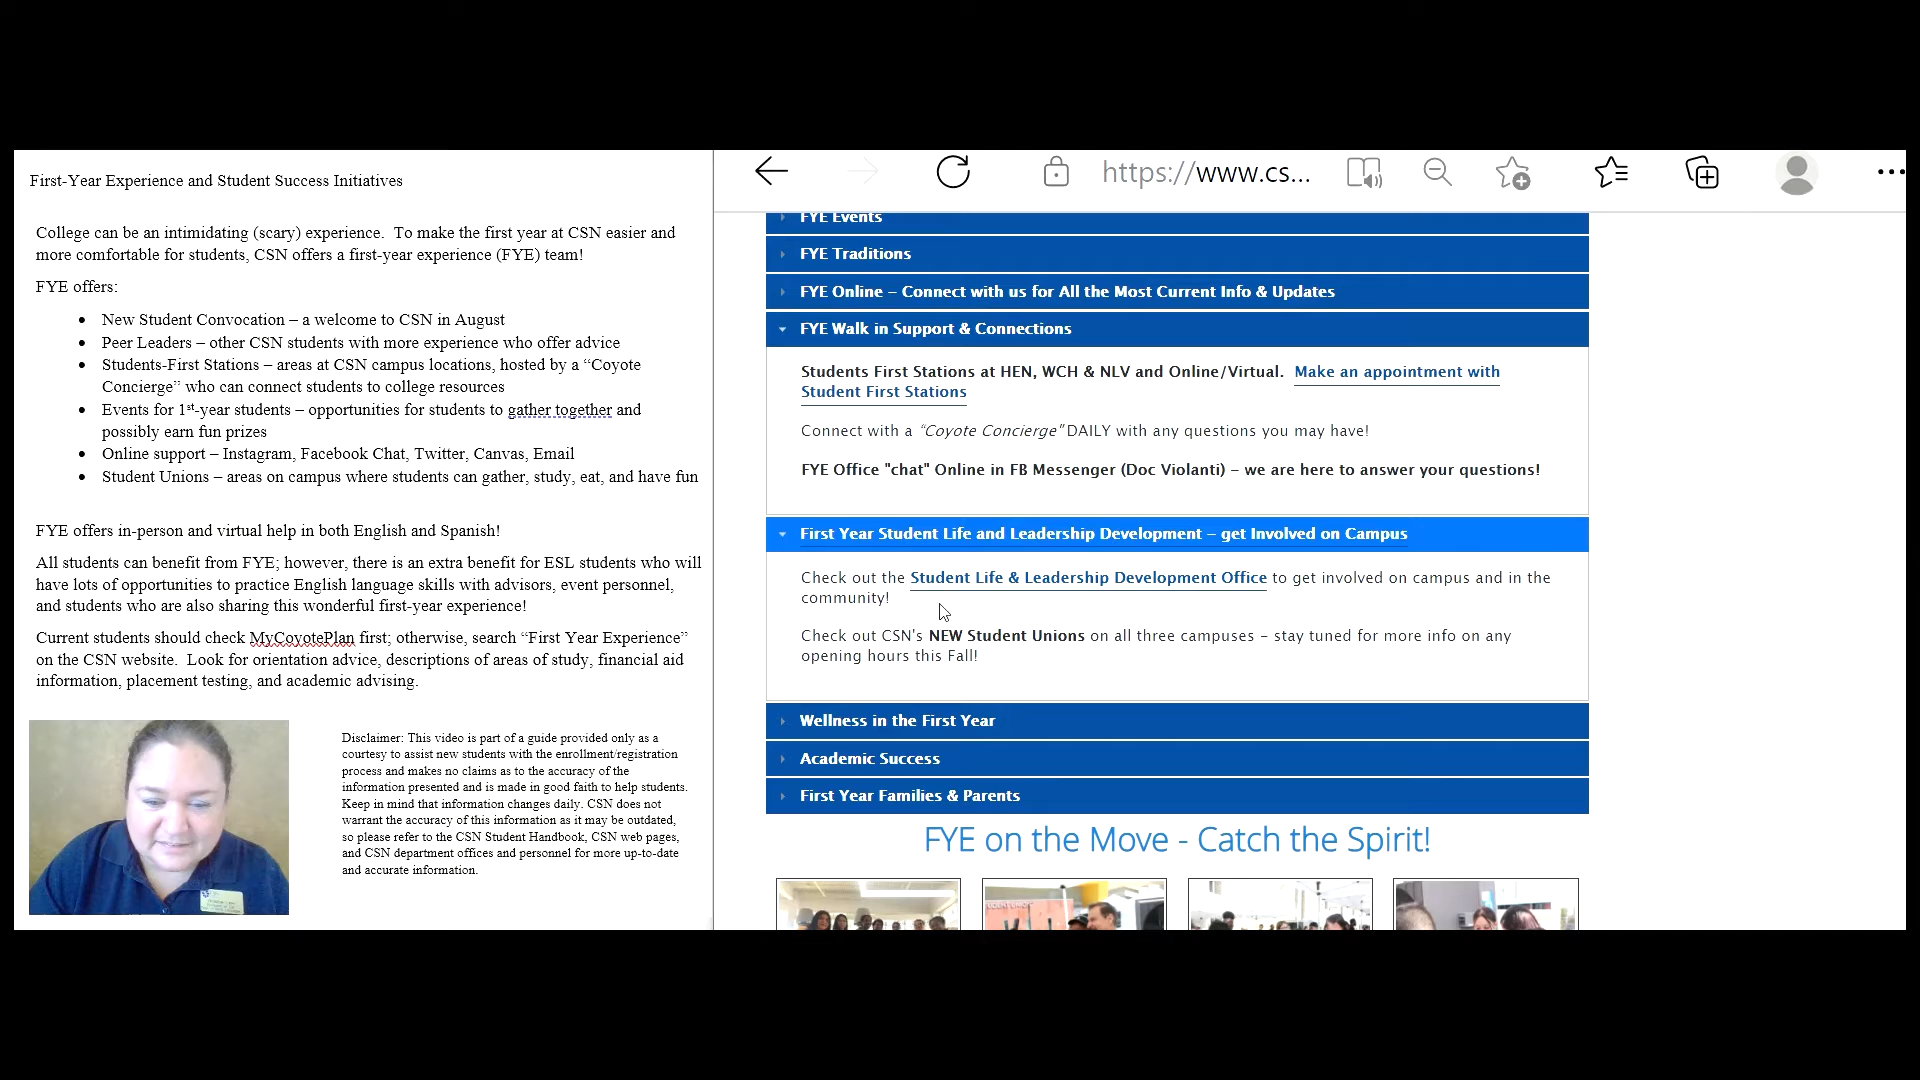 First-Year Experience and Student Success Initiatives
College can be an intimidating (scary) experience.  To make the first year at CSN easier and
more comfortable for students, CSN offers a first-year experience (FYE) team!
FYE offers:
• New Student Convocation – a welcome to CSN in August
• Peer Leaders – other CSN students with more experience who offer advice
• Students-First Stations – areas at CSN campus locations, hosted by a “Coyote
Concierge” who can connect students to college resources
• Events for 1st-year students – opportunities for students to gather together and
possibly earn fun prizes
• Online support – Instagram, Facebook Chat, Twitter, Canvas, Email
• Student Unions – areas on campus where students can gather, study, eat, and have fun
FYE offers in-person and virtual help in both English and Spanish!
All students can benefit from FYE; however, there is an extra benefit for ESL students who will
have lots of opportunities to practice English language skills with advisors, event personnel,
and students who are also sharing this wonderful first-year experience!
Current students should check MyCoyotePlan first; otherwise, search “First Year Experience”
on the CSN website.  Look for orientation advice, descriptions of areas of study, financial aid
information, placement testing, and academic advising.
Disclaimer: This video is part of a guide provided only as a
courtesy to assist new students with the enrollment/registration
process and makes no claims as to the accuracy of the
information presented and is made in good faith to help students.
Keep in mind that information changes daily. CSN does not
warrant the accuracy of this information as it may be outdated,
so please refer to the CSN Student Handbook, CSN web pages,
and CSN department offices and personnel for more up-to-date
and accurate information.
https://www.cs...
FYE Events
FYE Traditions
FYE Online – Connect with us for All the Most Current Info & Updates
FYE Walk in Support & Connections
Students First Stations at HEN, WCH & NLV and Online/Virtual.  Make an appointment with
Student First Stations
Connect with a “Coyote Concierge” DAILY with any questions you may have!
FYE Office "chat" Online in FB Messenger (Doc Violanti) – we are here to answer your questions!
First Year Student Life and Leadership Development – get Involved on Campus
Check out the Student Life & Leadership Development Office to get involved on campus and in the
community!
Check out CSN's NEW Student Unions on all three campuses – stay tuned for more info on any
opening hours this Fall!
Wellness in the First Year
Academic Success
First Year Families & Parents
FYE on the Move - Catch the Spirit!